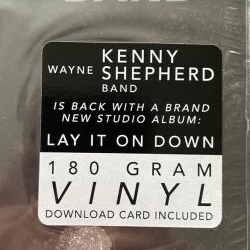 BAND
WAYNE KENNY
SHEPHERD
BAND
IS BACK WITH A BRAND
NEW STUDIO ALBUM:
LAY IT ON DOWN
180 GRAM
VINYL
DOWNLOAD CARD INCLUDED